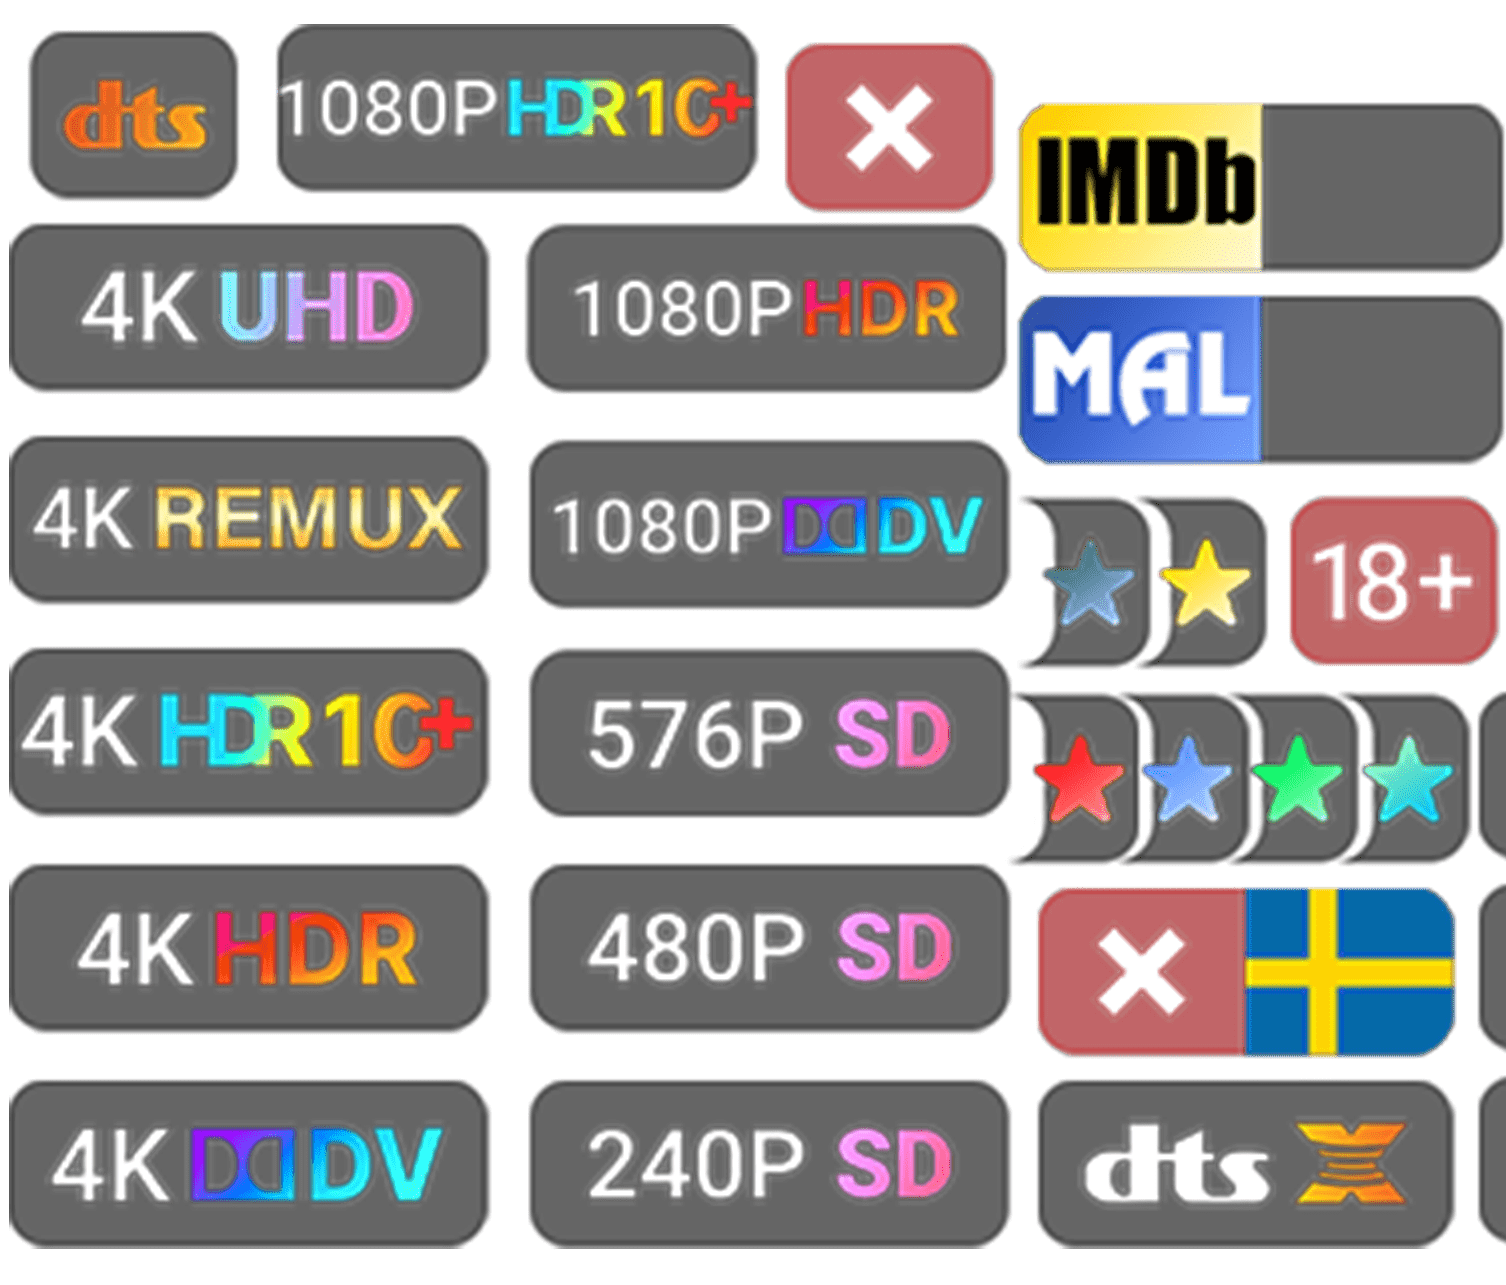 dts
1080P HDR10+
IMDb
4K UHD
1080P HDR
MAL
4K REMUX
1080P DV
18+
4K HDR10+
576P SD
4K HDR
480P SD
4K DV
240P SD
dts X